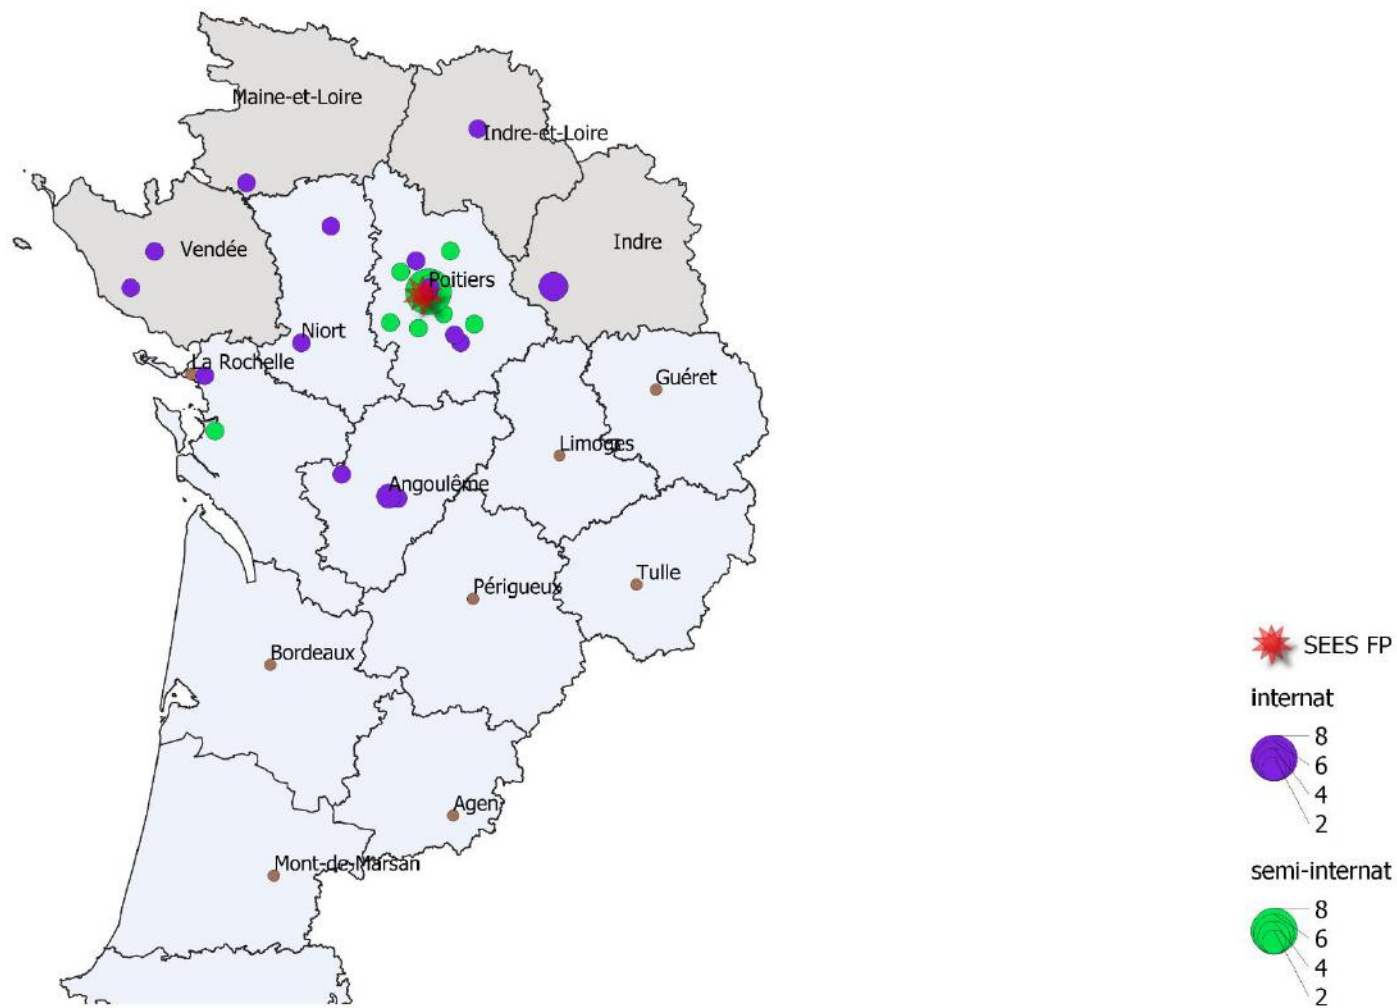 Maine-et-Loire
Indre-et-Loire
Indre
Vendée
Poitiers
Niort
La Rochelle
Guéret
Limoges
Angoulême
Tulle
Périgueux
Bordeaux
Agen
Mont-de-Marsan
SEES FP
internat
8
6
4
2
semi-internat
8
6
4
2